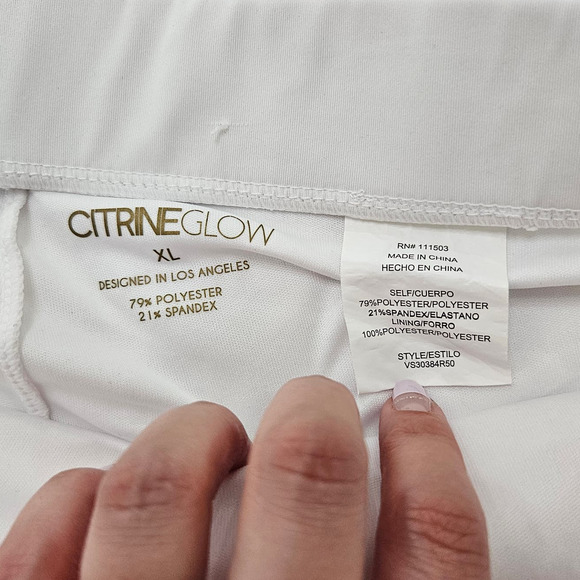 CITRINEGLOW
XL
DESIGNED IN LOS ANGELES
79% POLYESTER
21% SPANDEX
RN# 111503
MADE IN CHINA
HECHO EN CHINA
SELF/CUERPO
79%POLYESTER/POLYESTER
21%SPANDEX/ELASTANO
LINING/FORRO
100%POLYESTER/POLYESTER
STYLE/ESTILO
VS30384R50